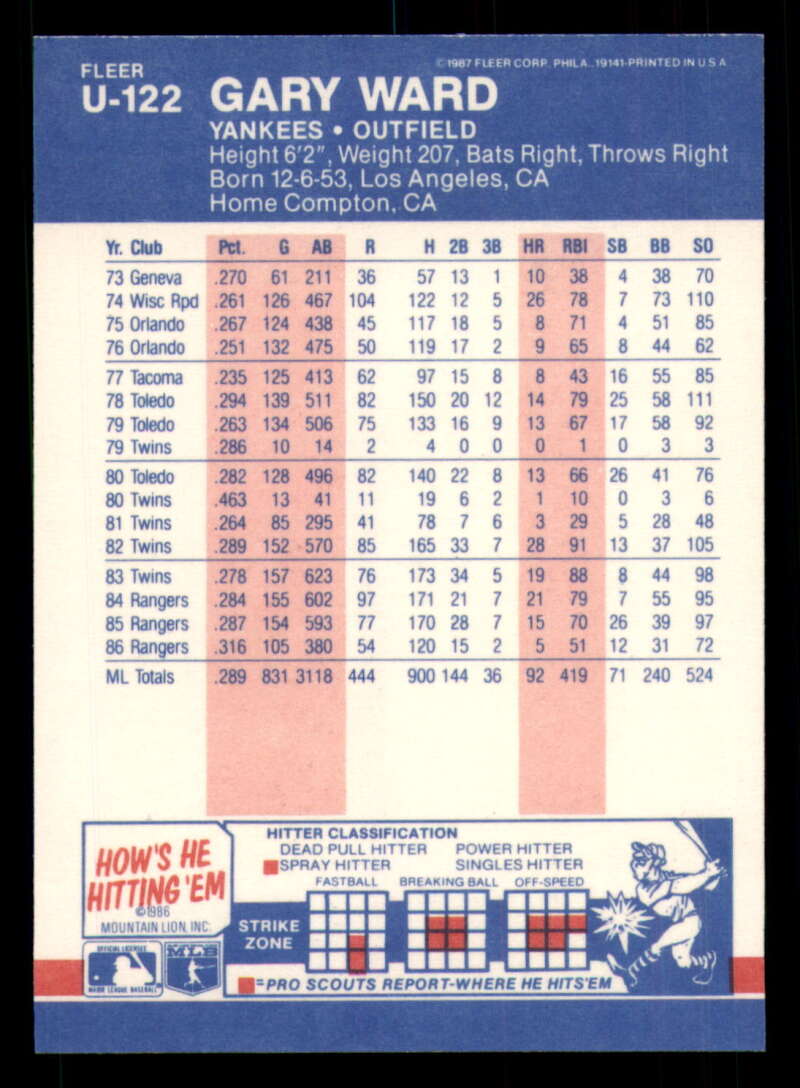 FLEER
U-122
©1987 FLEER CORP. PHILA., 19141-PRINTED IN U S A
GARY WARD
YANKEES • OUTFIELD
Height 6'2", Weight 207, Bats Right, Throws Right
Born 12-6-53, Los Angeles, CA
Home Compton, CA
Yr. Club Pct. G AB R H 2B 3B HR RBI SB BB SO
73 Geneva .270 61 211 36 57 13 1 10 38 4 38 70
74 Wisc Rpd .261 126 467 104 122 12 5 26 78 7 73 110
75 Orlando .267 124 438 45 117 18 5 8 71 4 51 85
76 Orlando .251 132 475 50 119 17 2 9 65 8 44 62
77 Tacoma .235 125 413 62 97 15 8 8 43 16 55 85
78 Toledo .294 139 511 82 150 20 12 14 79 25 58 111
79 Toledo .263 134 506 75 133 16 9 13 67 17 58 92
79 Twins .286 10 14 2 4 0 0 0 1 0 3 3
80 Toledo .282 128 496 82 140 22 8 13 66 26 41 76
80 Twins .463 13 41 11 19 6 2 1 10 0 3 6
81 Twins .264 85 295 41 78 7 6 3 29 5 28 48
82 Twins .289 152 570 85 165 33 7 28 91 13 37 105
83 Twins .278 157 623 76 173 34 5 19 88 8 44 98
84 Rangers .284 155 602 97 171 21 7 21 79 7 55 95
85 Rangers .287 154 593 77 170 28 7 15 70 26 39 97
86 Rangers .316 105 380 54 120 15 2 5 51 12 31 72
ML Totals .289 831 3118 444 900 144 36 92 419 71 240 524
HOW'S HE
HITTING 'EM
©1986
MOUNTAIN LION, INC.
OFFICIAL LICENSEE
MAJOR LEAGUE BASEBALL
MLB
HITTER CLASSIFICATION
DEAD PULL HITTER POWER HITTER
SPRAY HITTER SINGLES HITTER
FASTBALL BREAKING BALL OFF-SPEED
STRIKE
ZONE
=PRO SCOUTS REPORT-WHERE HE HITS'EM